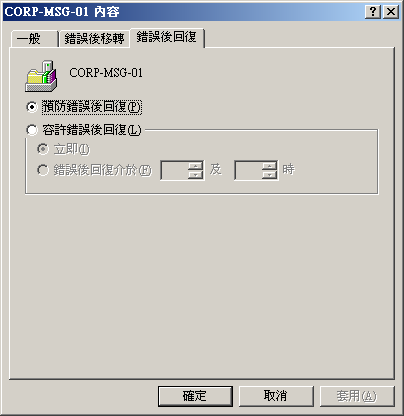 CORP-MSG-01 內容
一般 錯誤後移轉 錯誤後回復
CORP-MSG-01
預防錯誤後回復(P)
容許錯誤後回復(L)
立即(I)
錯誤後回復介於(F) 及 時
確定 取消 套用(A)